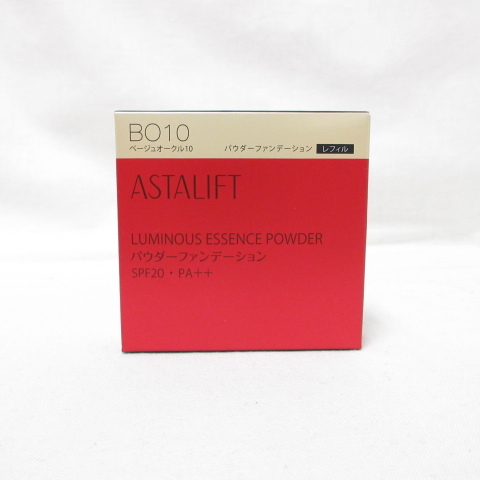 BO10
ベージュオークル10 パウダーファンデーション レフィル
ASTALIFT
LUMINOUS ESSENCE POWDER
パウダーファンデーション
SPF20・PA++